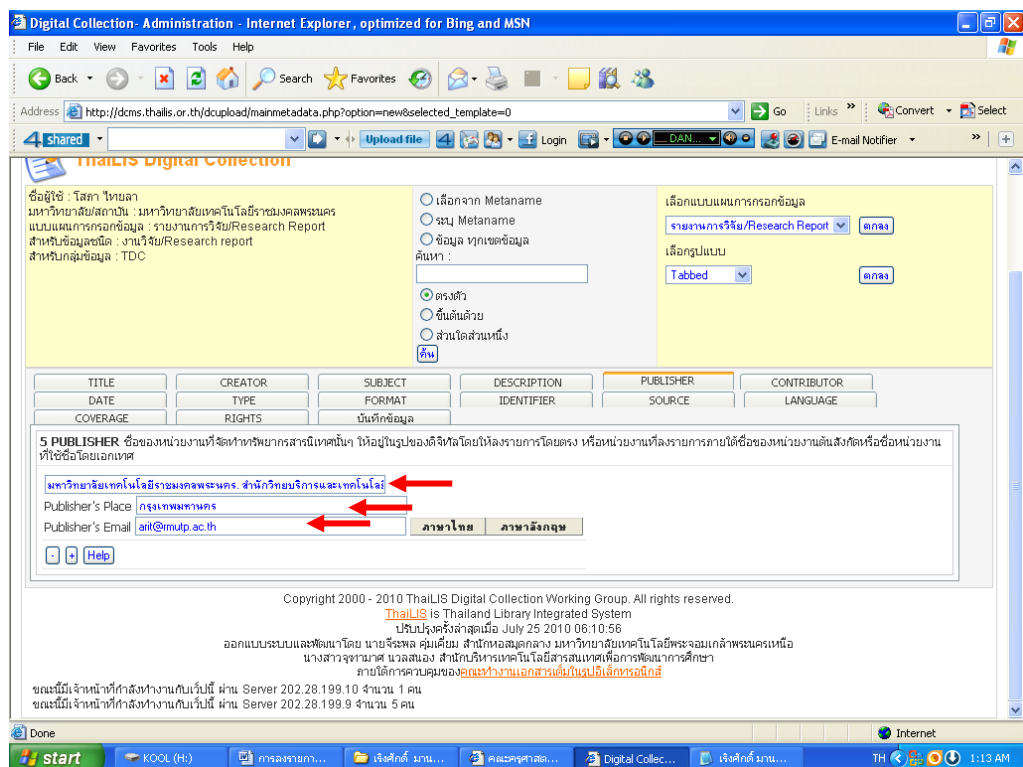 Digital Collection- Administration - Internet Explorer, optimized for Bing and MSN
File Edit View Favorites Tools Help
Back Search Favorites
Address http://dcms.thailis.or.th/dcupload/mainmetadata.php?option=new&selected_template=0 Go Links » Convert Select
4 shared Upload file Login DAN... E-mail Notifier »
ThaiLIS Digital Collection
ชื่อผู้ใช้ : โสภา ไทยลา
มหาวิทยาลัย/สถาบัน : มหาวิทยาลัยเทคโนโลยีราชมงคลพระนคร
แบบแผนการกรอกข้อมูล : รายงานการวิจัย/Research Report
สำหรับข้อมูลชนิด : งานวิจัย/Research report
สำหรับกลุ่มข้อมูล : TDC
เลือกจาก Metaname
ระบุ Metaname
ข้อมูล ทุกเขตข้อมูล
ค้นหา :
ตรงตัว
ขึ้นต้นด้วย
ส่วนใดส่วนหนึ่ง
ค้น
เลือกแบบแผนการกรอกข้อมูล
รายงานการวิจัย/Research Report ตกลง
เลือกรูปแบบ
Tabbed ตกลง
TITLE CREATOR SUBJECT DESCRIPTION PUBLISHER CONTRIBUTOR
DATE TYPE FORMAT IDENTIFIER SOURCE LANGUAGE
COVERAGE RIGHTS บันทึกข้อมูล
5 PUBLISHER ชื่อของหน่วยงานที่จัดทำทรัพยากรสารนิเทศนั้นๆ ให้อยู่ในรูปของดิจิทัลโดยให้ลงรายการโดยตรง หรือหน่วยงานที่ลงรายการภายใต้ชื่อของหน่วยงานต้นสังกัดหรือชื่อหน่วยงาน
ที่ใช้ชื่อโดยเอกเทศ
มหาวิทยาลัยเทคโนโลยีราชมงคลพระนคร. สำนักวิทยบริการและเทคโนโลยี
Publisher's Place กรุงเทพมหานคร
Publisher's Email arit@rmutp.ac.th ภาษาไทย ภาษาอังกฤษ
- + Help
Copyright 2000 - 2010 ThaiLIS Digital Collection Working Group. All rights reserved.
ThaiLIS is Thailand Library Integrated System
ปรับปรุงครั้งล่าสุดเมื่อ July 25 2010 06:10:56
ออกแบบระบบและพัฒนาโดย นายจีระพล คุ่มเคี่ยม สำนักหอสมุดกลาง มหาวิทยาลัยเทคโนโลยีพระจอมเกล้าพระนครเหนือ
นางสาวจุฑามาศ นวลสนอง สำนักบริหารเทคโนโลยีสารสนเทศเพื่อการพัฒนาการศึกษา
ภายใต้การควบคุมของคณะทำงานเอกสารเต็มในรูปอิเล็กทรอนิกส์
ขณะนี้มีเจ้าหน้าที่กำลังทำงานกับเว็ปนี้ ผ่าน Server 202.28.199.10 จำนวน 1 คน
ขณะนี้มีเจ้าหน้าที่กำลังทำงานกับเว็ปนี้ ผ่าน Server 202.28.199.9 จำนวน 5 คน
Done Internet
start KOOL (H:) การลงรายกา... เริงศักดิ์ มาน... คณะครุศาสต... Digital Collec... เริงศักดิ์ มาน... TH 1:13 AM